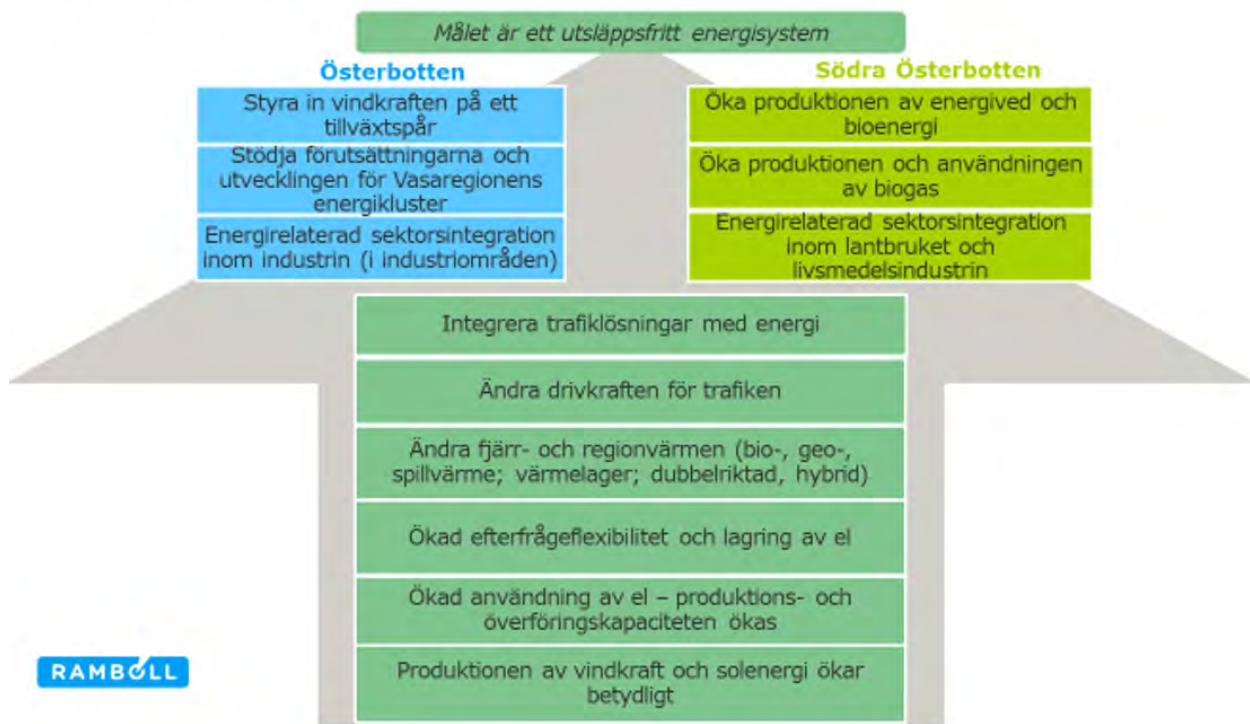 Målet är ett utsläppsfritt energisystem
Österbotten
Styra in vindkraften på ett
tillväxtspår
Stödja förutsättningarna och
utvecklingen för Vasaregionens
energikluster
Energirelaterad sektorsintegration
inom industrin (i industriområden)
Södra Österbotten
Öka produktionen av energived och
bioenergi
Öka produktionen och användningen
av biogas
Energirelaterad sektorsintegration
inom lantbruket och
livsmedelsindustrin
Integrera trafiklösningar med energi
Ändra drivkraften för trafiken
Ändra fjärr- och regionvärmen (bio-, geo-,
spillvärme; värmelager; dubbelriktad, hybrid)
Ökad efterfrågeflexibilitet och lagring av el
Ökad användning av el – produktions- och
överföringskapaciteten ökas
Produktionen av vindkraft och solenergi ökar
betydligt
RAMBOLL